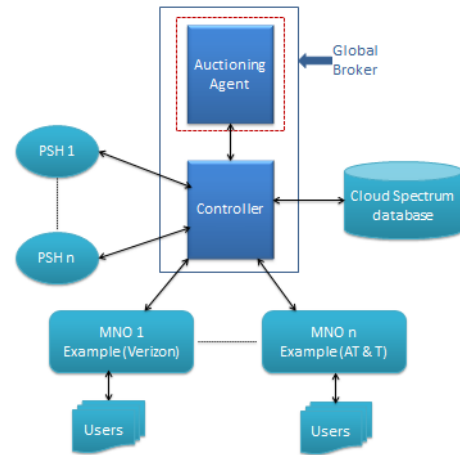 Auctioning
Agent
Global
Broker
PSH 1
Controller
Cloud Spectrum
database
PSH n
MNO 1
Example(Verizon)
MNO n
Example(AT & T)
Users
Users